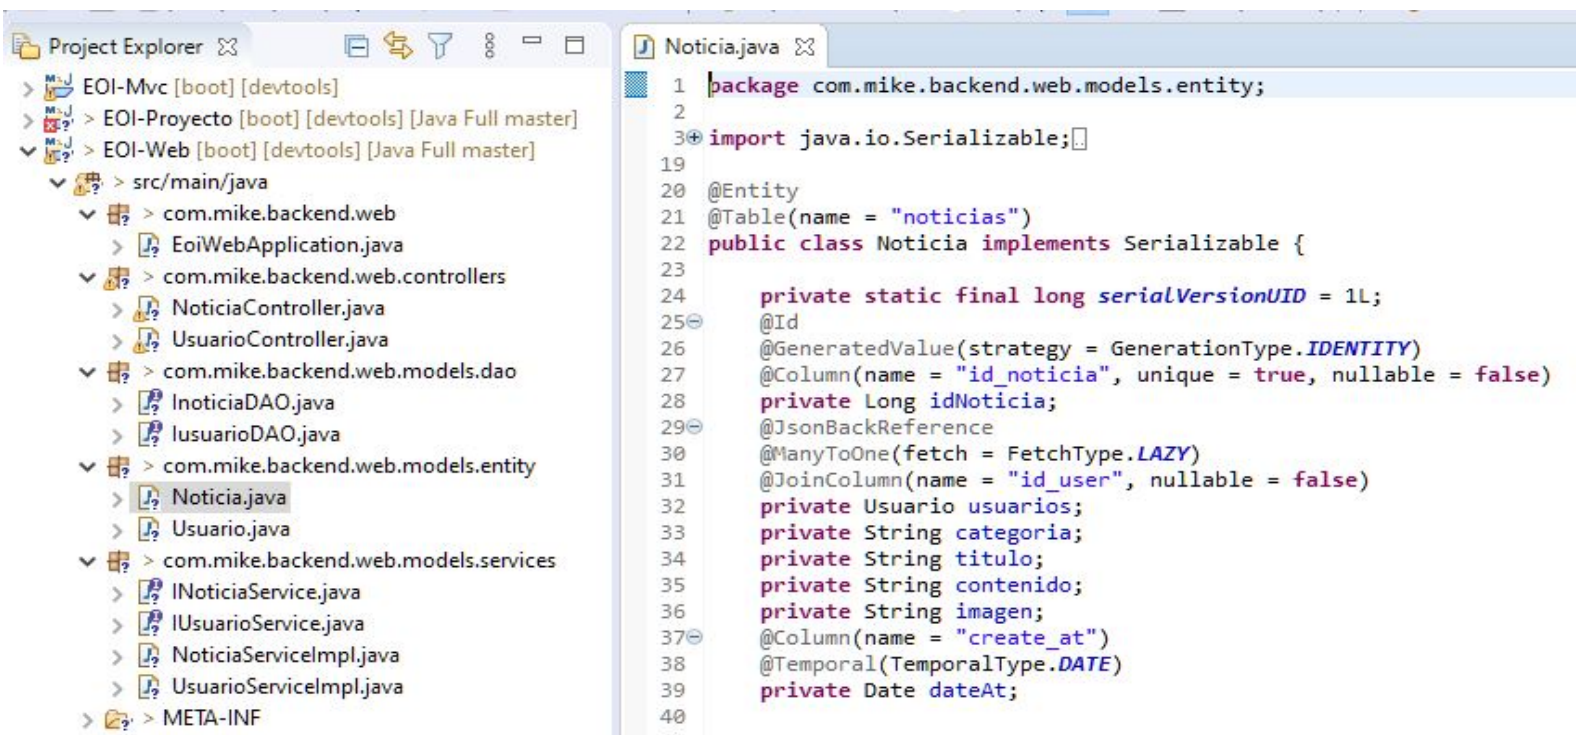 Project Explorer
EOI-Mvc [boot] [devtools]
> EOI-Proyecto [boot] [devtools] [Java Full master]
> EOI-Web [boot] [devtools] [Java Full master]
> src/main/java
> com.mike.backend.web
EoiWebApplication.java
> com.mike.backend.web.controllers
NoticiaController.java
UsuarioController.java
> com.mike.backend.web.models.dao
InoticiaDAO.java
IusuarioDAO.java
> com.mike.backend.web.models.entity
Noticia.java
Usuario.java
> com.mike.backend.web.models.services
INoticiaService.java
IUsuarioService.java
NoticiaServiceImpl.java
UsuarioServiceImpl.java
> META-INF
Noticia.java
1 package com.mike.backend.web.models.entity;
2
3 import java.io.Serializable;
19
20 @Entity
21 @Table(name = "noticias")
22 public class Noticia implements Serializable {
23
24 private static final long serialVersionUID = 1L;
25 @Id
26 @GeneratedValue(strategy = GenerationType.IDENTITY)
27 @Column(name = "id_noticia", unique = true, nullable = false)
28 private Long idNoticia;
29 @JsonBackReference
30 @ManyToOne(fetch = FetchType.LAZY)
31 @JoinColumn(name = "id_user", nullable = false)
32 private Usuario usuarios;
33 private String categoria;
34 private String titulo;
35 private String contenido;
36 private String imagen;
37 @Column(name = "create_at")
38 @Temporal(TemporalType.DATE)
39 private Date dateAt;
40